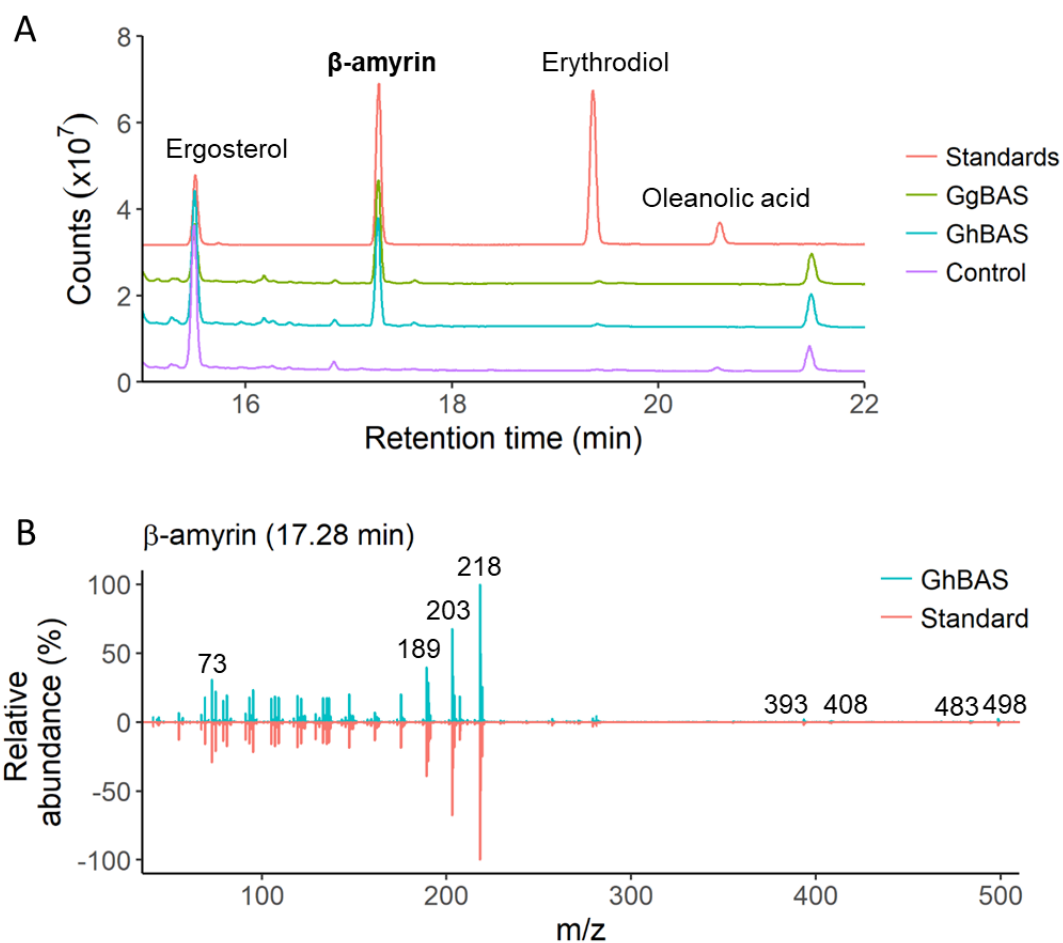 A
8
β-amyrin
Erythrodiol
Ergosterol
Oleanolic acid
Counts (x10⁷)
6
4
2
0
16
18
20
22
Retention time (min)
Standards
GgBAS
GhBAS
Control
B
β-amyrin (17.28 min)
GhBAS
Standard
218
203
189
73
393
408
483
498
Relative
abundance (%)
100
50
0
-50
-100
100
200
300
400
500
m/z